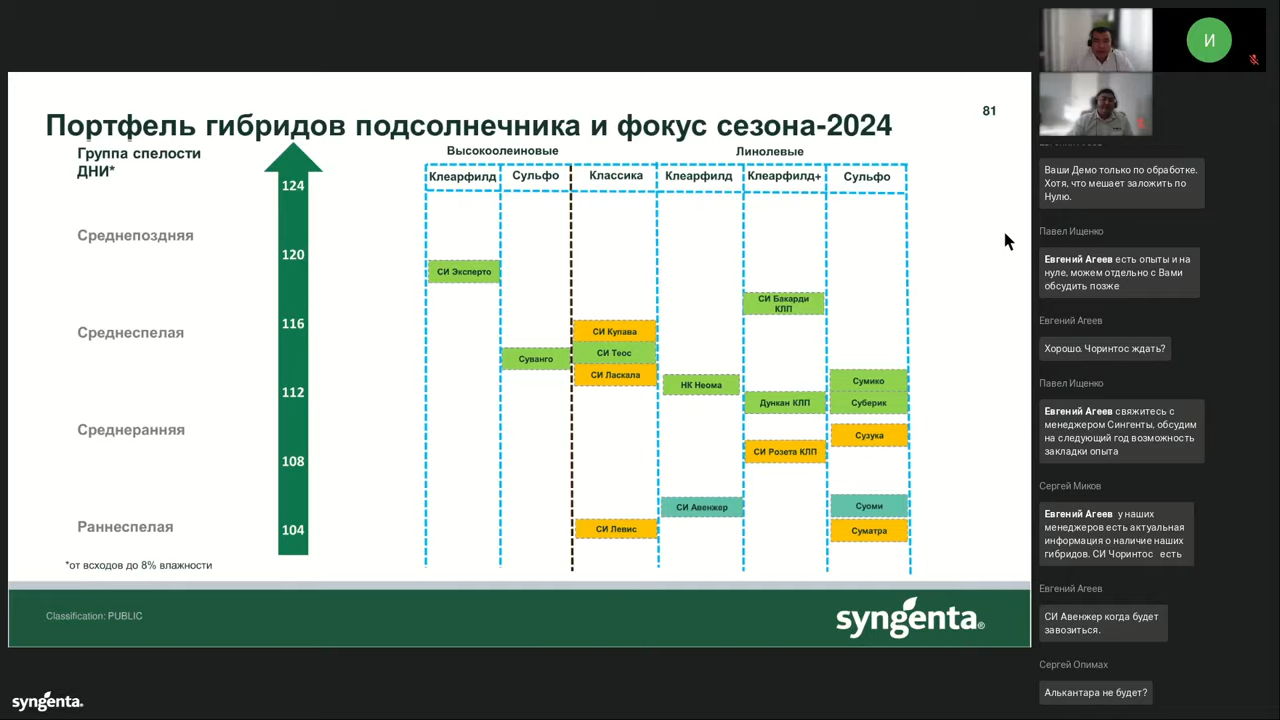 81
Портфель гибридов подсолнечника и фокус сезона-2024
Группа спелости
ДНИ*
Высокоолеиновые
Линолевые
Клеарфилд
Сульфо
Классика
Клеарфилд
Клеарфилд+
Сульфо
124
Среднепоздняя
120
СИ Эксперто
СИ Бакарди
КЛП
116
Среднеспелая
СИ Купава
СИ Теос
Суванго
СИ Ласкала
Сумико
НК Неома
112
Дункан КЛП
Суберик
Среднеранняя
Сузука
СИ Розета КЛП
108
СИ Авенжер
Суоми
Раннеспелая
104
СИ Левис
Суматра
*от всходов до 8% влажности
Classification: PUBLIC
syngenta®
syngenta.
И
Ваши Демо только по обработке.
Хотя, что мешает заложить по
Нулю.
Павел Ищенко
Евгений Агеев есть опыты и на
нуле, можем отдельно с Вами
обсудить позже
Евгений Агеев
Хорошо. Чоринтос ждать?
Павел Ищенко
Евгений Агеев свяжитесь с
менеджером Сингенты, обсудим
на следующий год возможность
закладки опыта
Сергей Миков
Евгений Агеев у наших
менеджеров есть актуальная
информация о наличие наших
гибридов. СИ Чоринтос есть
Евгений Агеев
СИ Авенжер когда будет
завозиться.
Сергей Опимах
Алькантара не будет?